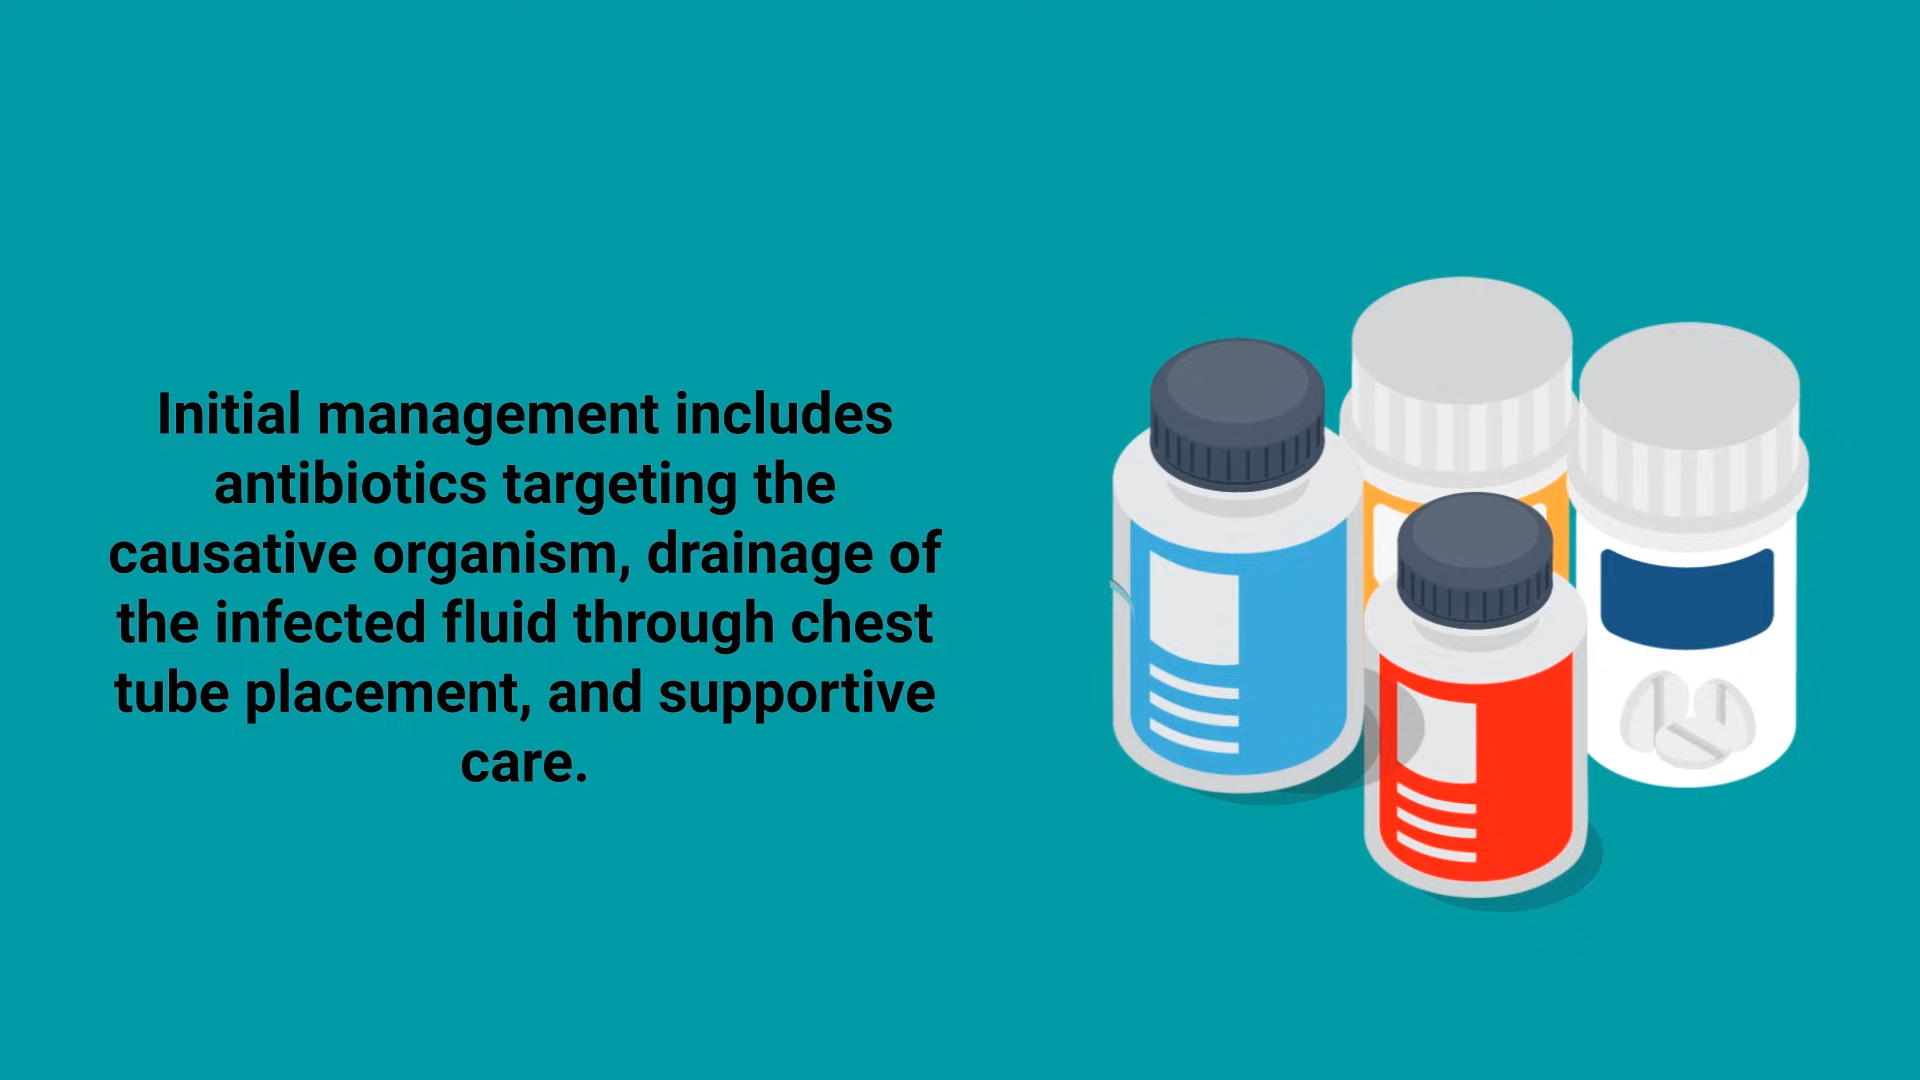 Initial management includes
antibiotics targeting the
causative organism, drainage of
the infected fluid through chest
tube placement, and supportive
care.